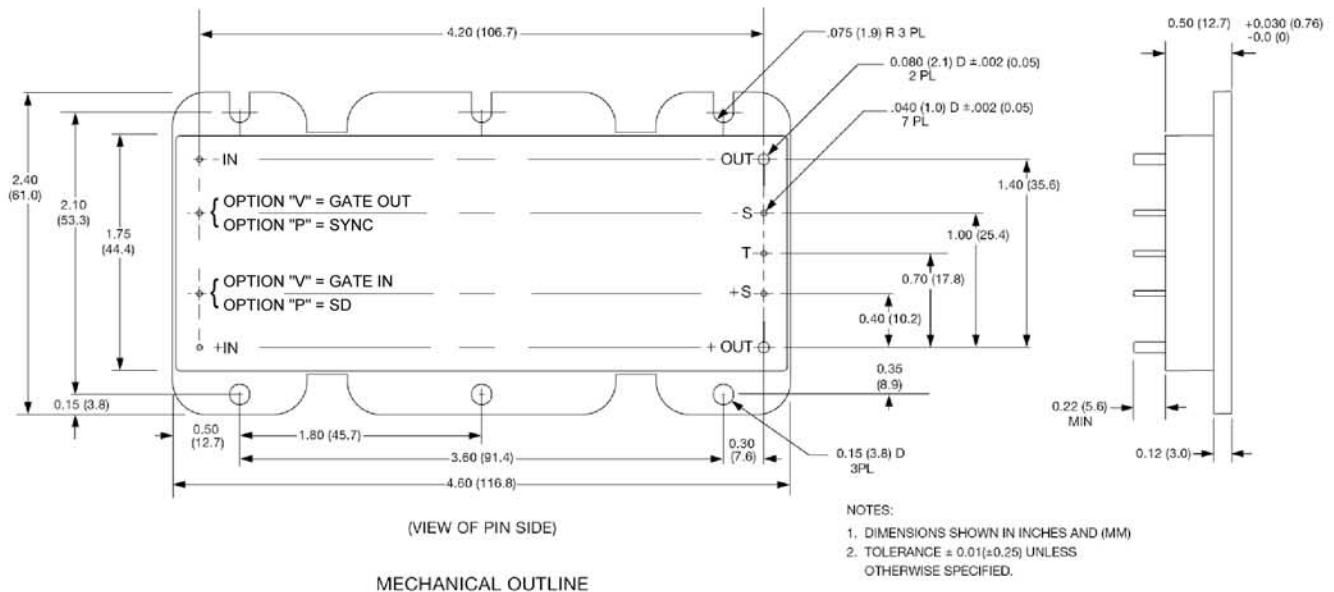 4.20 (106.7)
.075 (1.9) R 3 PL
0.50 (12.7)
+0.030 (0.76)
-0.0 (0)
0.080 (2.1) D ±.002 (0.05)
2 PL
.040 (1.0) D ±.002 (0.05)
7 PL
2.40
(61.0)
2.10
(53.3)
1.75
(44.4)
-IN
- OUT
1.40 (35.6)
OPTION "V" = GATE OUT
OPTION "P" = SYNC
- S
1.00 (25.4)
T
0.70 (17.8)
OPTION "V" = GATE IN
OPTION "P" = SD
+S
0.40 (10.2)
+IN
+ OUT
0.35
(8.9)
0.15 (3.8)
0.22 (5.6)
MIN
0.50
(12.7)
1.80 (45.7)
0.30
(7.6)
3.60 (91.4)
0.15 (3.8) D
3PL
0.12 (3.0)
4.60 (116.8)
(VIEW OF PIN SIDE)
NOTES:
1. DIMENSIONS SHOWN IN INCHES AND (MM)
2. TOLERANCE ± 0.01(±0.25) UNLESS
OTHERWISE SPECIFIED.
MECHANICAL OUTLINE